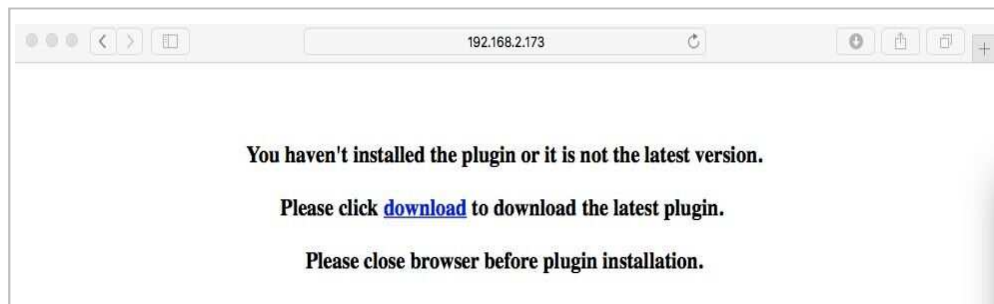 192.168.2.173
You haven't installed the plugin or it is not the latest version.
Please click download to download the latest plugin.
Please close browser before plugin installation.